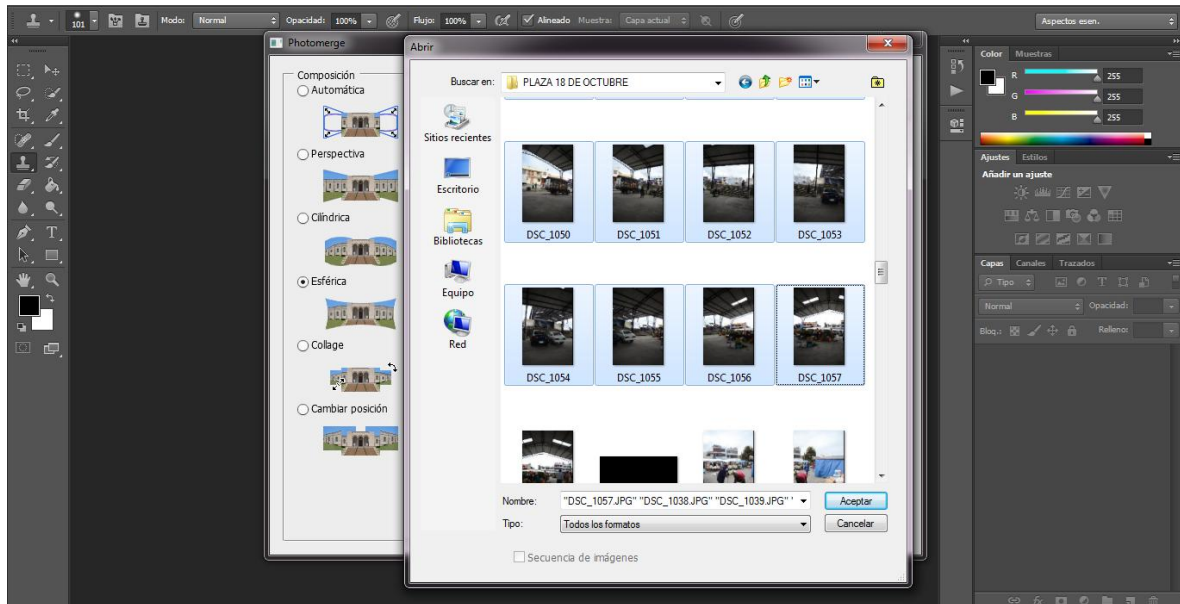 101
Modo: Normal
Opacidad: 100%
Flujo: 100%
Alineado Muestra: Capa actual
Aspectos esen.
Photomerge
Composición
Automática
Perspectiva
Cilíndrica
Esférica
Collage
Cambiar posición
Abrir
Buscar en: PLAZA 18 DE OCTUBRE
Sitios recientes
Escritorio
Bibliotecas
Equipo
Red
DSC_1050 DSC_1051 DSC_1052 DSC_1053
DSC_1054 DSC_1055 DSC_1056 DSC_1057
Nombre: "DSC_1057.JPG" "DSC_1038.JPG" "DSC_1039.JPG" "
Aceptar
Tipo: Todos los formatos
Cancelar
Secuencia de imágenes
Color Muestras
R 255
G 255
B 255
Ajustes Estilos
Añadir un ajuste
Capas Canales Trazados
Tipo
Normal Opacidad:
Bloq.: Relleno: